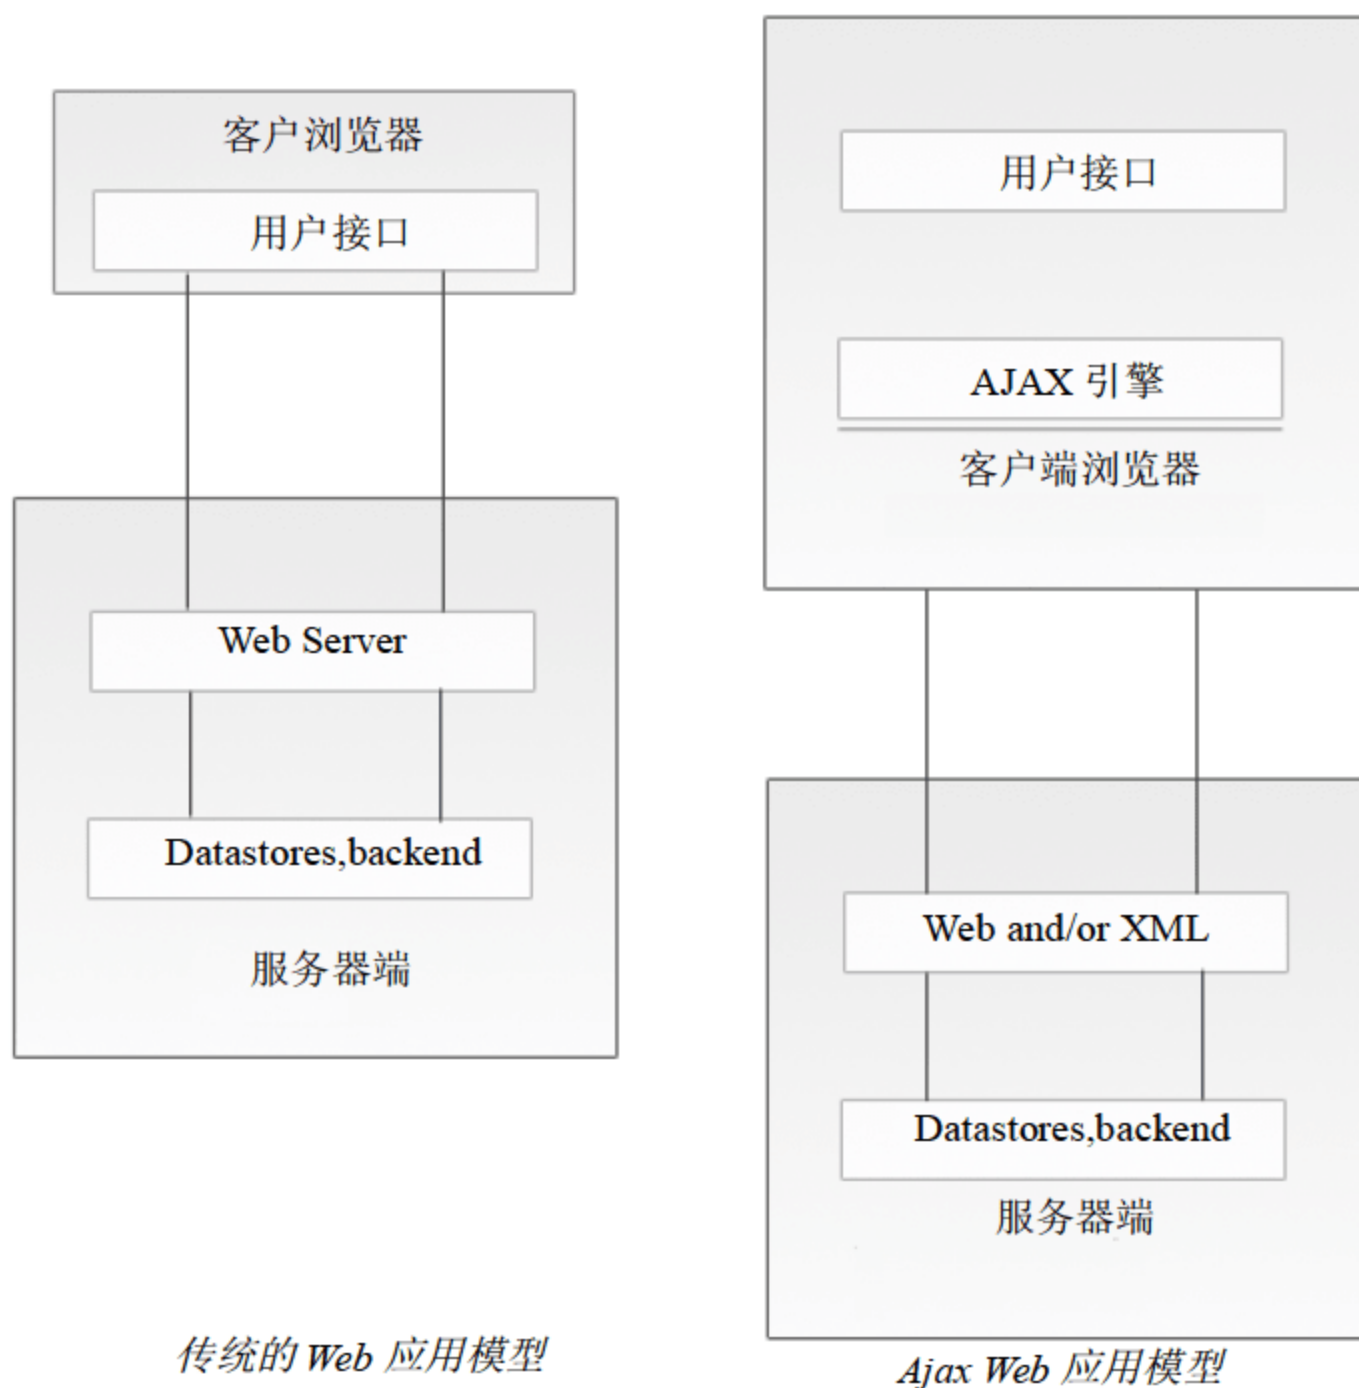 客户浏览器
用户接口
Web Server
Datastores,backend
服务器端
传统的 Web 应用模型
用户接口
AJAX 引擎
客户端浏览器
Web and/or XML
Datastores,backend
服务器端
Ajax Web 应用模型